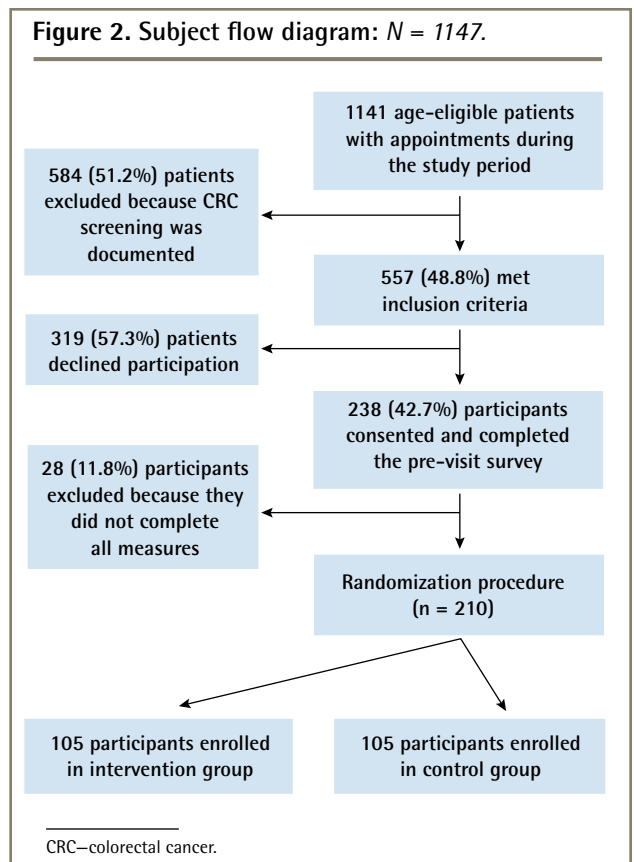 Figure 2. Subject flow diagram: N = 1147.
1141 age-eligible patients
with appointments during
the study period
584 (51.2%) patients
excluded because CRC
screening was
documented
557 (48.8%) met
inclusion criteria
319 (57.3%) patients
declined participation
238 (42.7%) participants
consented and completed
the pre-visit survey
28 (11.8%) participants
excluded because they
did not complete
all measures
Randomization procedure
(n = 210)
105 participants enrolled
in intervention group
105 participants enrolled
in control group
CRC—colorectal cancer.